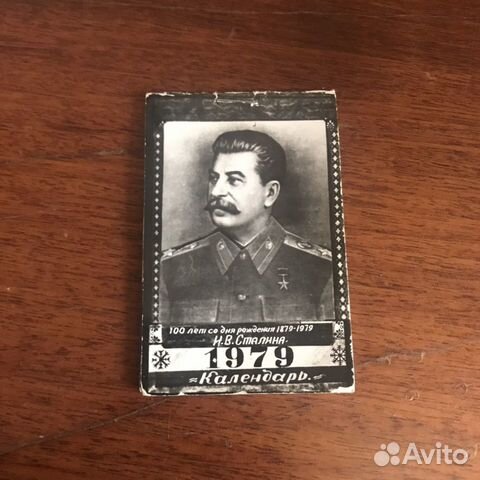 100 лет со дня рождения 1879-1979
И.В. Сталина.
1979
Календарь.
Avito